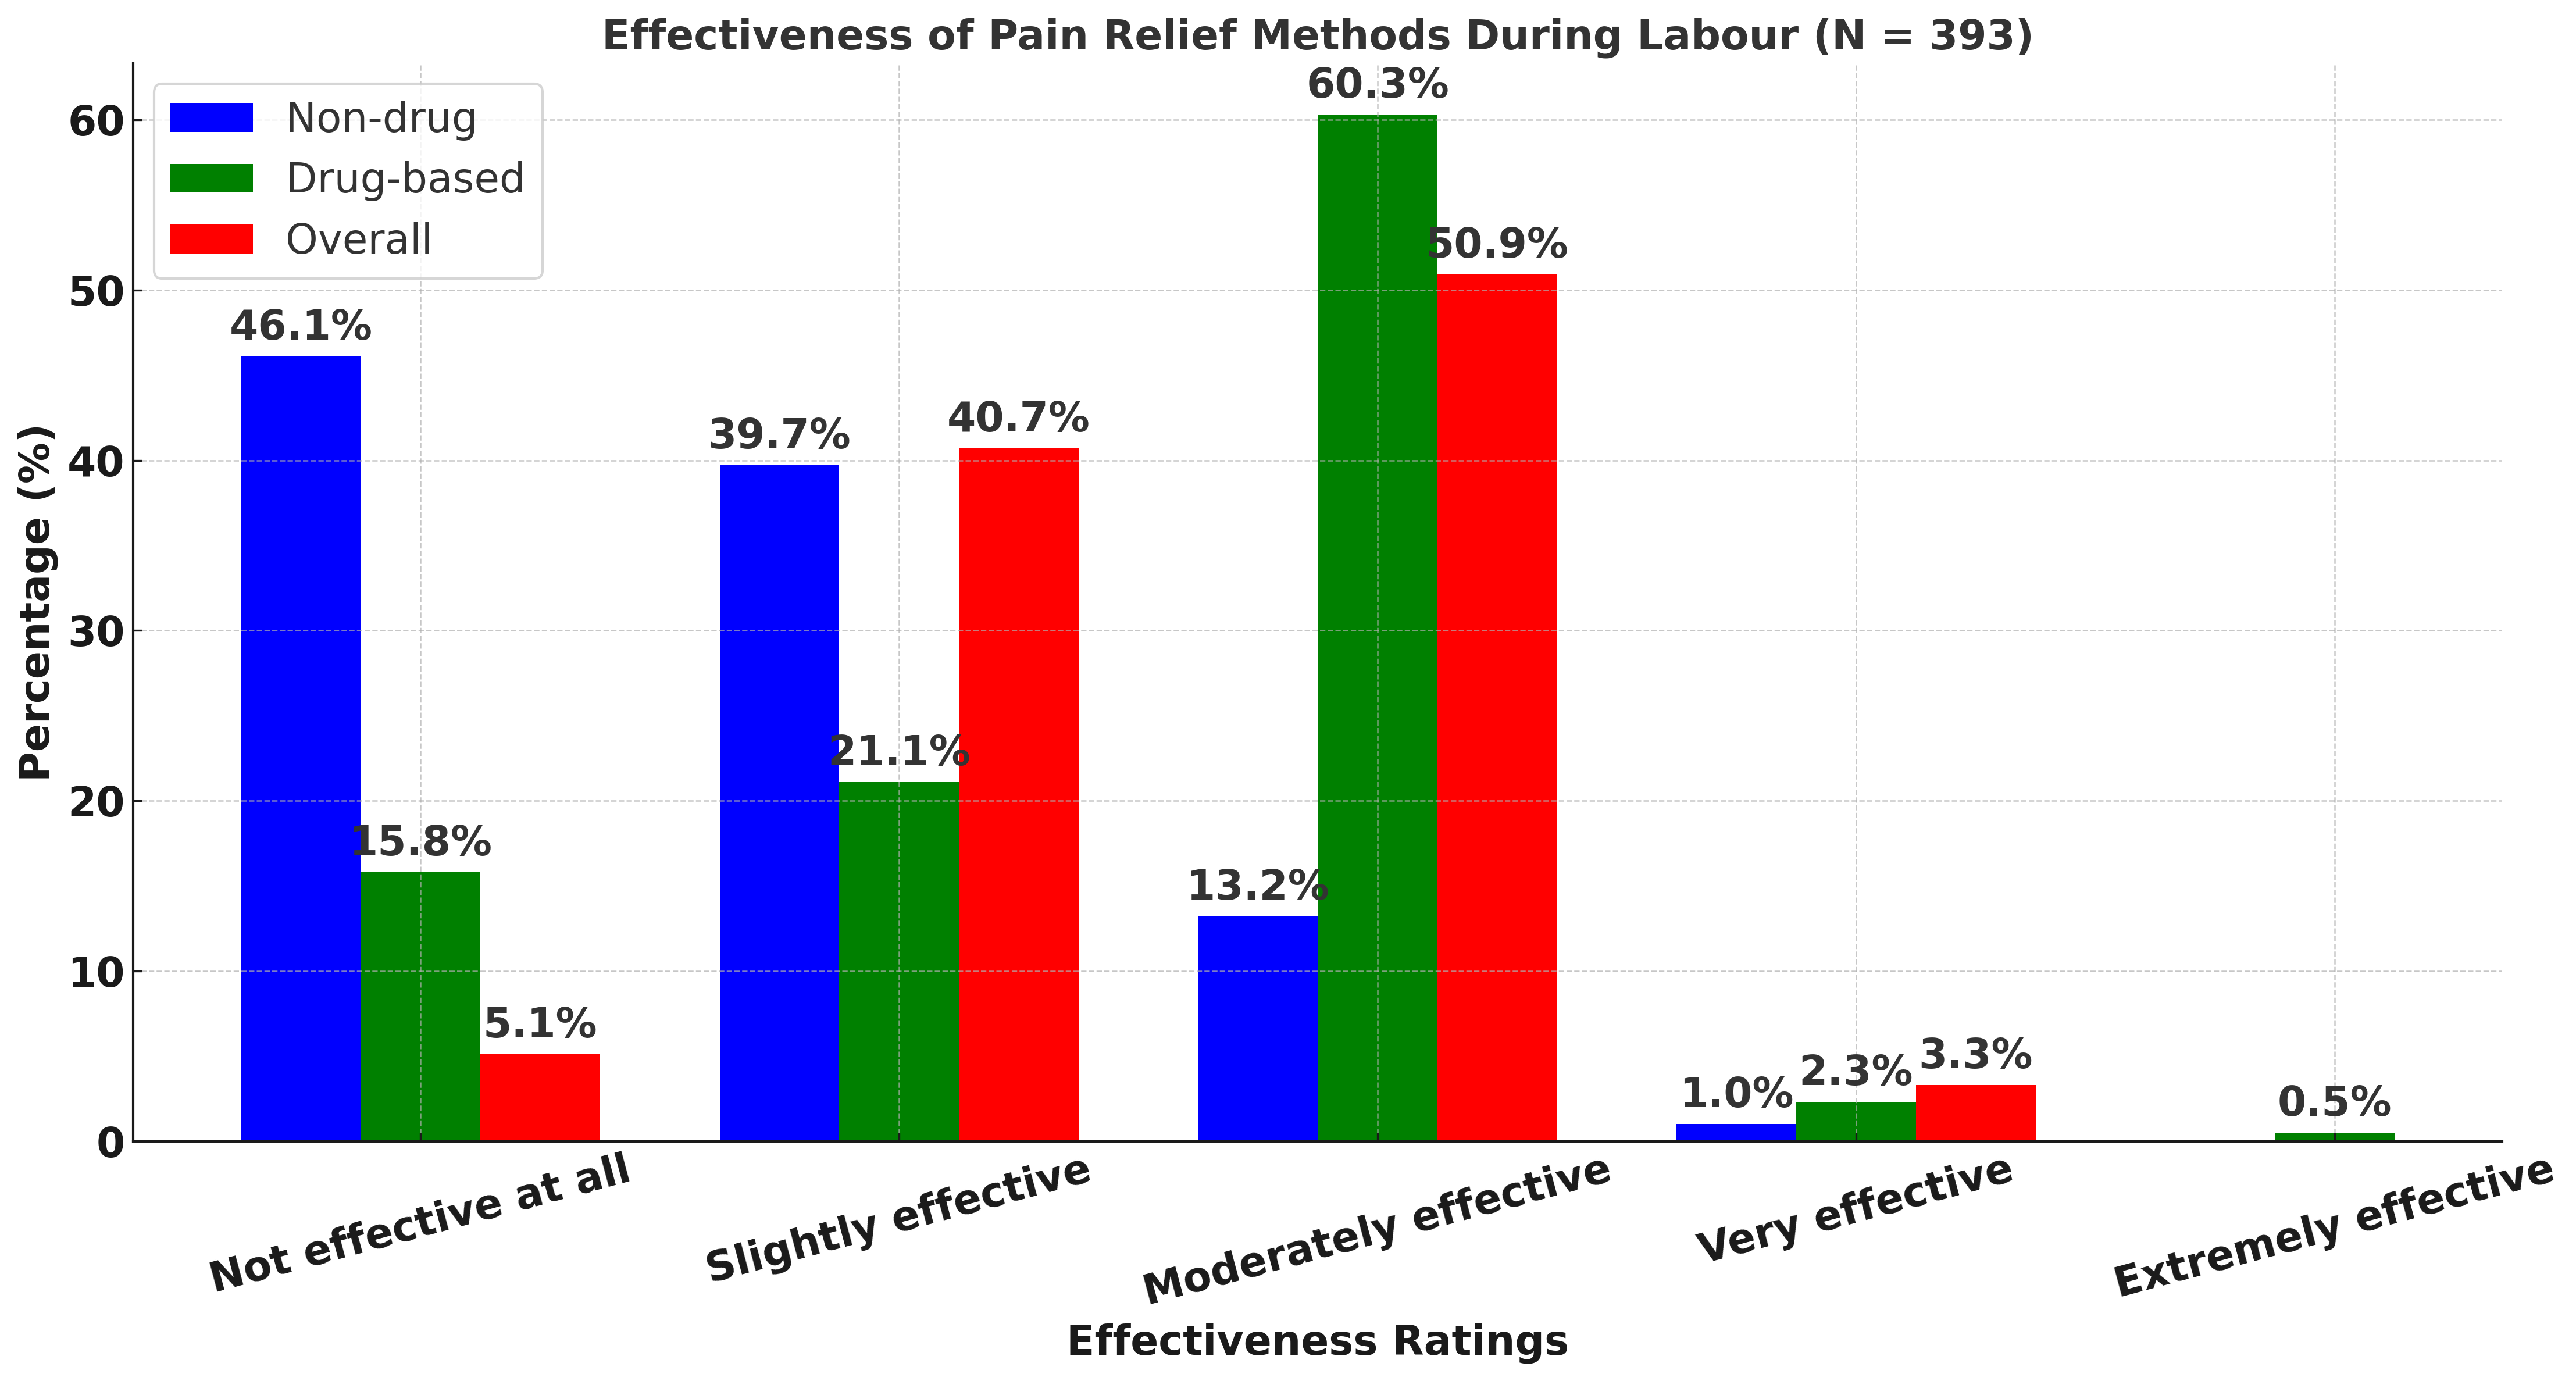 Effectiveness of Pain Relief Methods During Labour (N = 393)
Non-drug
Drug-based
Overall
Percentage (%)
60
50
40
30
20
10
0
46.1%
15.8%
5.1%
39.7%
21.1%
40.7%
13.2%
60.3%
50.9%
1.0%
2.3%
3.3%
0.5%
Not effective at all
Slightly effective
Moderately effective
Very effective
Extremely effective
Effectiveness Ratings